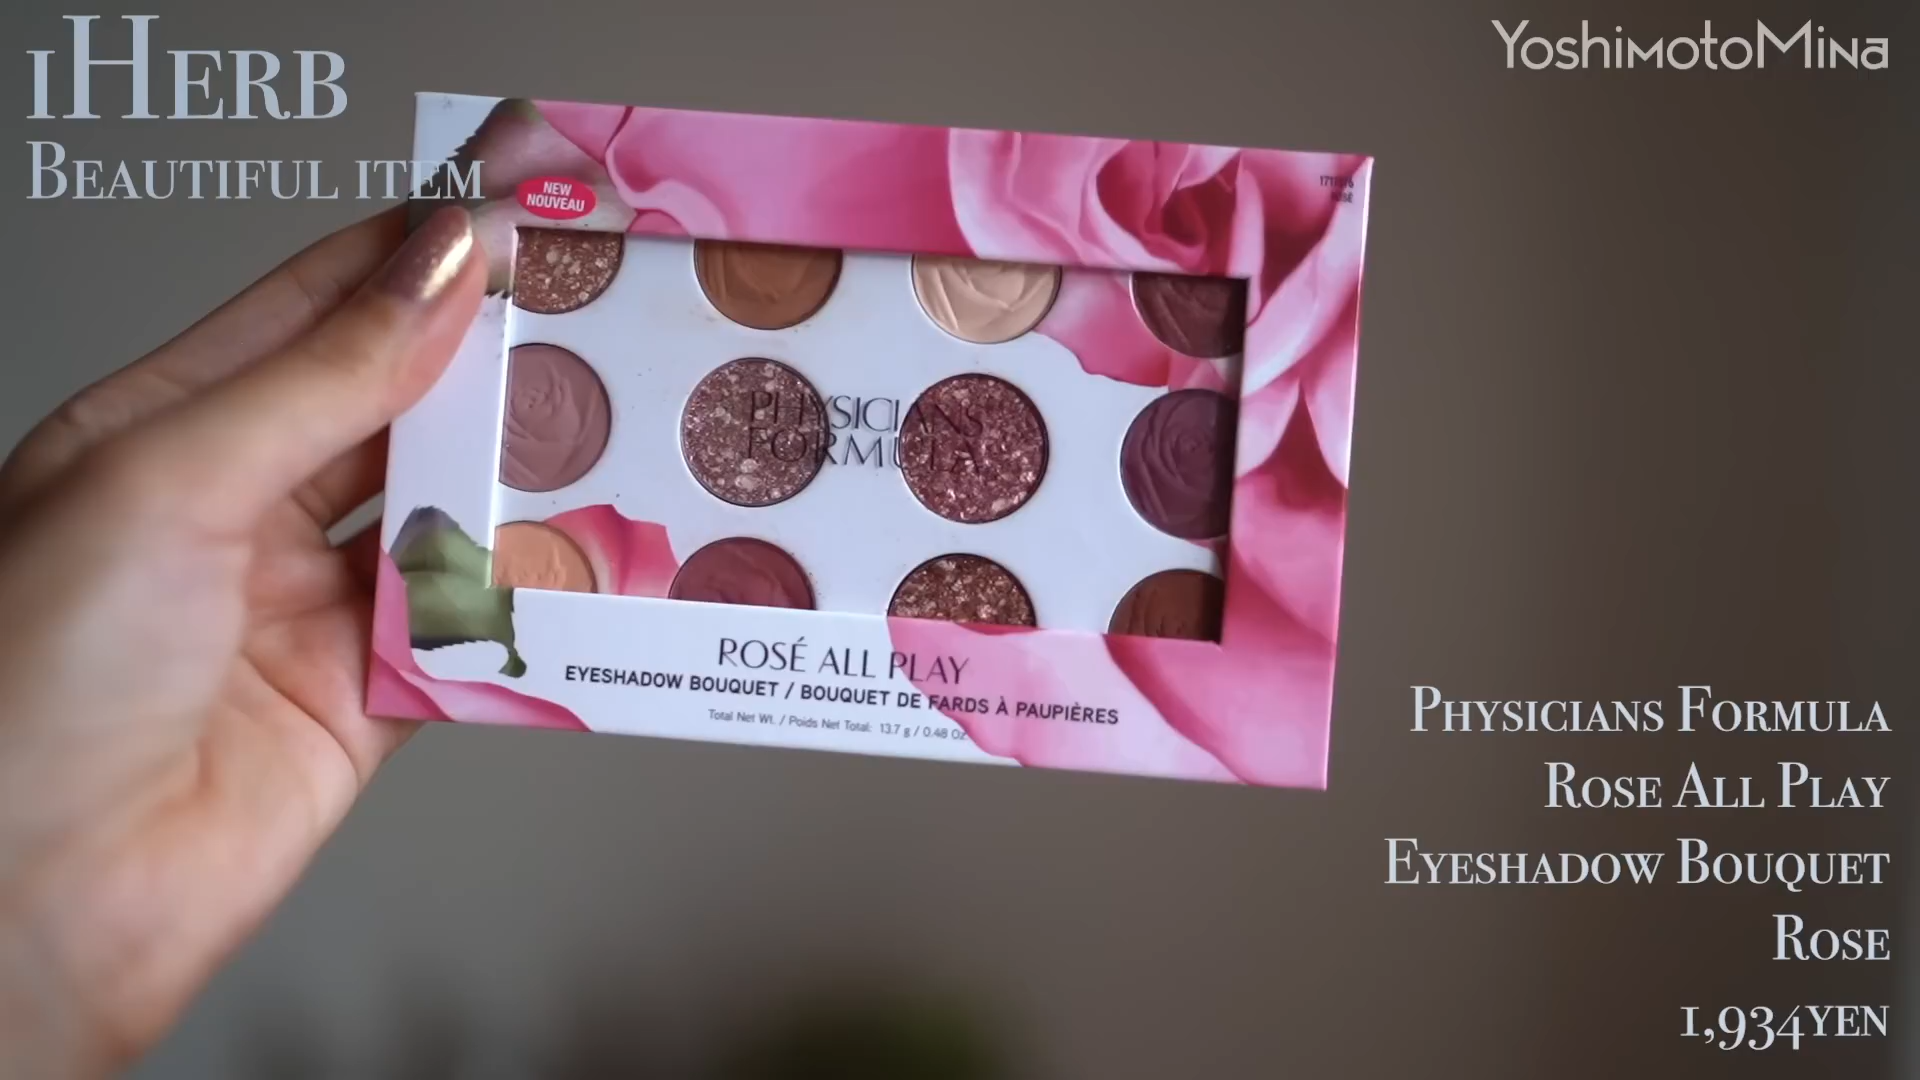 iHerb
Beautiful item
YoshimotoMina
NEW
NOUVEAU
PHYSICIANS
FORMULA
ROSÉ ALL PLAY
EYESHADOW BOUQUET / BOUQUET DE FARDS À PAUPIÈRES
Total Net Wt. / Poids Net Total: 13.7 g / 0.48 Oz
Physicians Formula
Rose All Play
Eyeshadow Bouquet
Rose
1,934yen